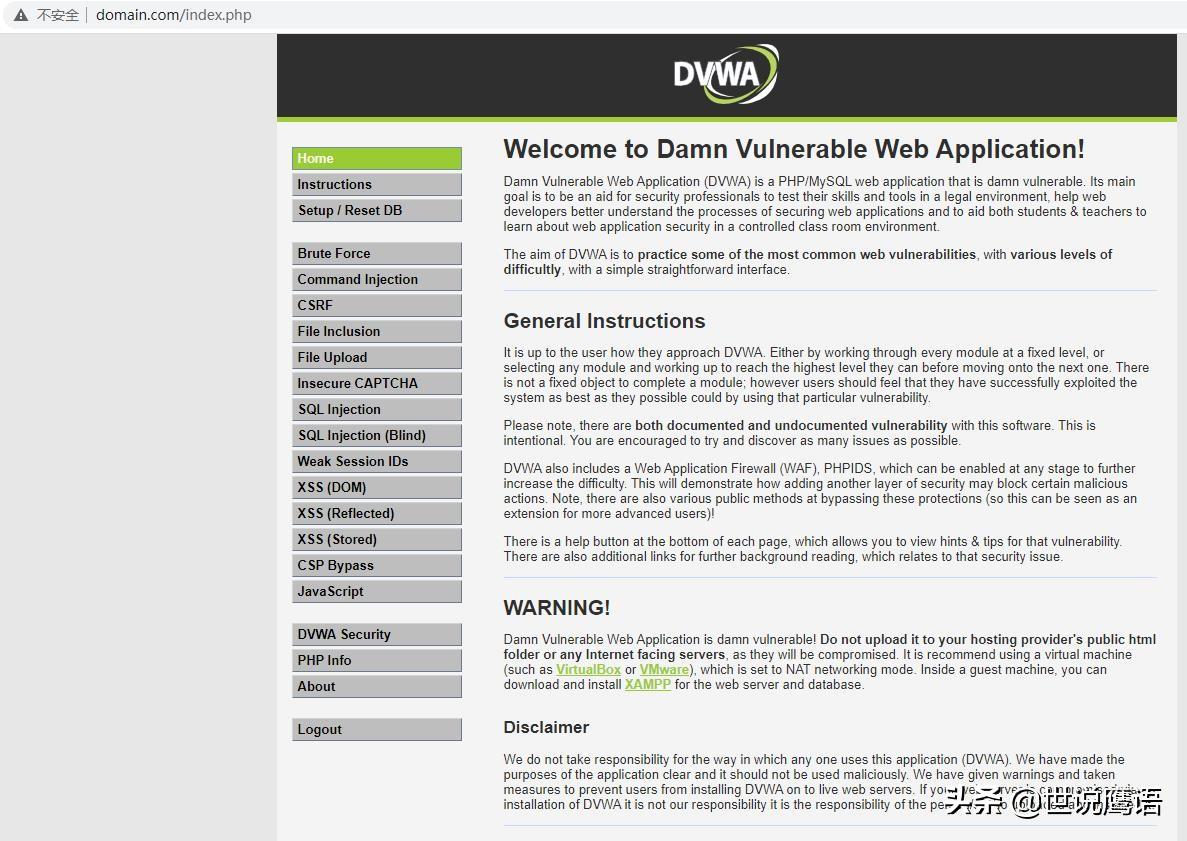 不安全 domain.com/index.php
DVWA
Home
Instructions
Setup / Reset DB
Brute Force
Command Injection
CSRF
File Inclusion
File Upload
Insecure CAPTCHA
SQL Injection
SQL Injection (Blind)
Weak Session IDs
XSS (DOM)
XSS (Reflected)
XSS (Stored)
CSP Bypass
JavaScript
DVWA Security
PHP Info
About
Logout
Welcome to Damn Vulnerable Web Application!
Damn Vulnerable Web Application (DVWA) is a PHP/MySQL web application that is damn vulnerable. Its main
goal is to be an aid for security professionals to test their skills and tools in a legal environment, help web
developers better understand the processes of securing web applications and to aid both students & teachers to
learn about web application security in a controlled class room environment.
The aim of DVWA is to practice some of the most common web vulnerabilities, with various levels of
difficultly, with a simple straightforward interface.
General Instructions
It is up to the user how they approach DVWA. Either by working through every module at a fixed level, or
selecting any module and working up to reach the highest level they can before moving onto the next one. There
is not a fixed object to complete a module; however users should feel that they have successfully exploited the
system as best as they possible could by using that particular vulnerability.
Please note, there are both documented and undocumented vulnerability with this software. This is
intentional. You are encouraged to try and discover as many issues as possible.
DVWA also includes a Web Application Firewall (WAF), PHPIDS, which can be enabled at any stage to further
increase the difficulty. This will demonstrate how adding another layer of security may block certain malicious
actions. Note, there are also various public methods at bypassing these protections (so this can be seen as an
extension for more advanced users)!
There is a help button at the bottom of each page, which allows you to view hints & tips for that vulnerability.
There are also additional links for further background reading, which relates to that security issue.
WARNING!
Damn Vulnerable Web Application is damn vulnerable! Do not upload it to your hosting provider's public html
folder or any Internet facing servers, as they will be compromised. It is recommend using a virtual machine
(such as VirtualBox or VMware), which is set to NAT networking mode. Inside a guest machine, you can
download and install XAMPP for the web server and database.
Disclaimer
We do not take responsibility for the way in which any one uses this application (DVWA). We have made the
purposes of the application clear and it should not be used maliciously. We have given warnings and taken
measures to prevent users from installing DVWA on to live web servers. If
installation of DVWA it is not our responsibility it is the responsibility of the
头条 @世说鹰语